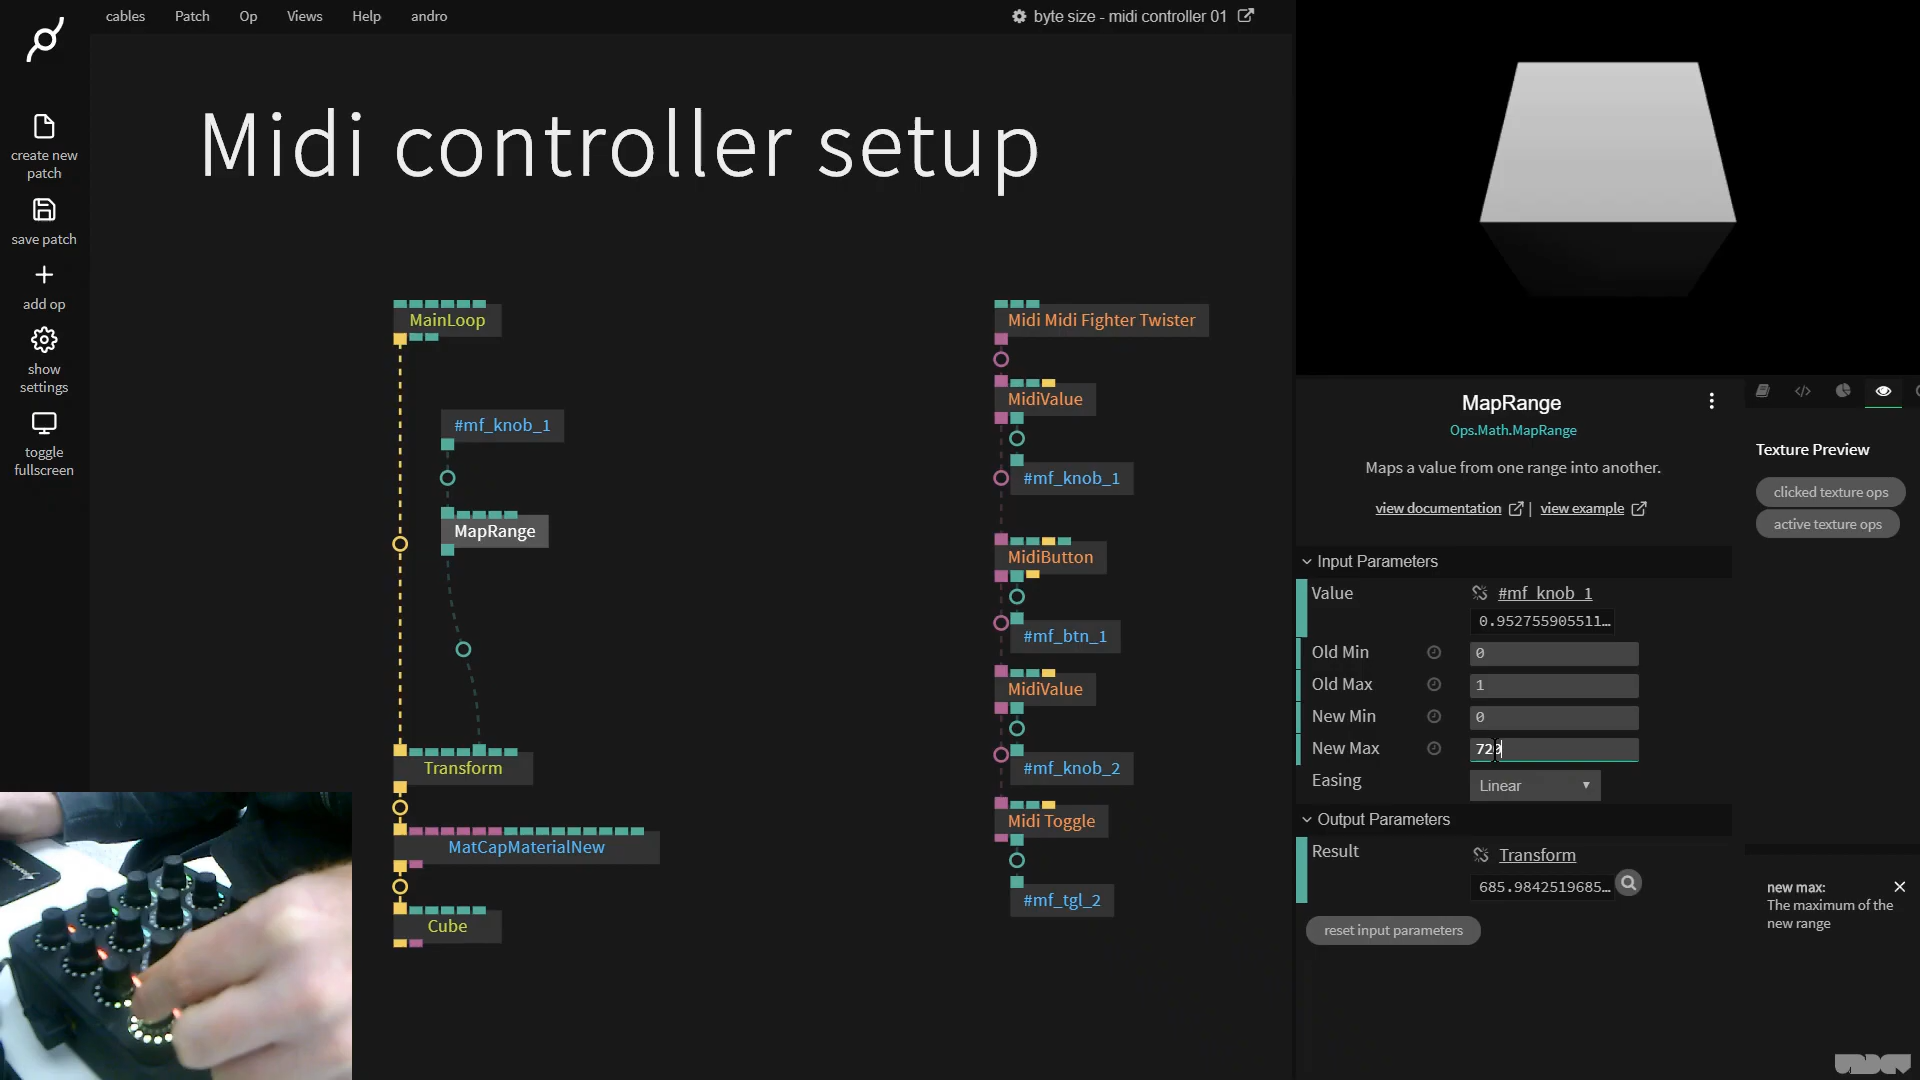 cables Patch Op Views Help andro
byte size - midi controller 01
create new
patch
save patch
add op
show
settings
toggle
fullscreen
Midi controller setup
MainLoop
#mf_knob_1
MapRange
Transform
MatCapMaterialNew
Cube
Midi Midi Fighter Twister
MidiValue
#mf_knob_1
MidiButton
#mf_btn_1
MidiValue
#mf_knob_2
Midi Toggle
#mf_tgl_2
MapRange
Ops.Math.MapRange
Maps a value from one range into another.
view documentation | view example
Input Parameters
Value #mf_knob_1
0.952755905511…
Old Min 0
Old Max 1
New Min 0
New Max 720
Easing Linear
Output Parameters
Result Transform
685.9842519685…
reset input parameters
Texture Preview
clicked texture ops
active texture ops
new max:
The maximum of the
new range